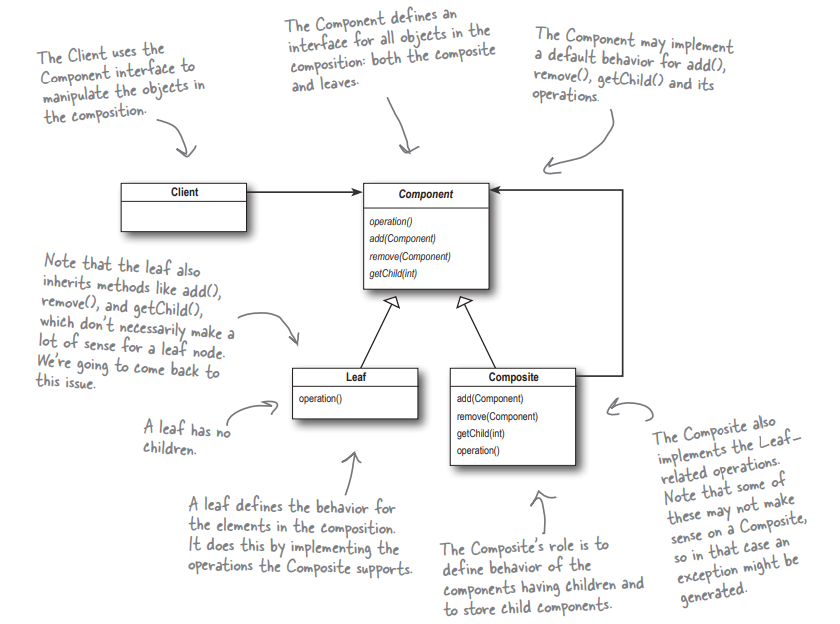 The Client uses the
Component interface to
manipulate the objects in
the composition.
The Component defines an
interface for all objects in the
composition: both the composite
and leaves.
The Component may implement
a default behavior for add(),
remove(), getChild() and its
operations.
Client
Component
operation()
add(Component)
remove(Component)
getChild(int)
Note that the leaf also
inherits methods like add(),
remove(), and getChild(),
which don't necessarily make a
lot of sense for a leaf node.
We're going to come back to
this issue.
Leaf
operation()
Composite
add(Component)
remove(Component)
getChild(int)
operation()
A leaf has no
children.
A leaf defines the behavior for
the elements in the composition.
It does this by implementing the
operations the Composite supports.
The Composite's role is to
define behavior of the
components having children and
to store child components.
The Composite also
implements the Leaf-
related operations.
Note that some of
these may not make
sense on a Composite,
so in that case an
exception might be
generated.